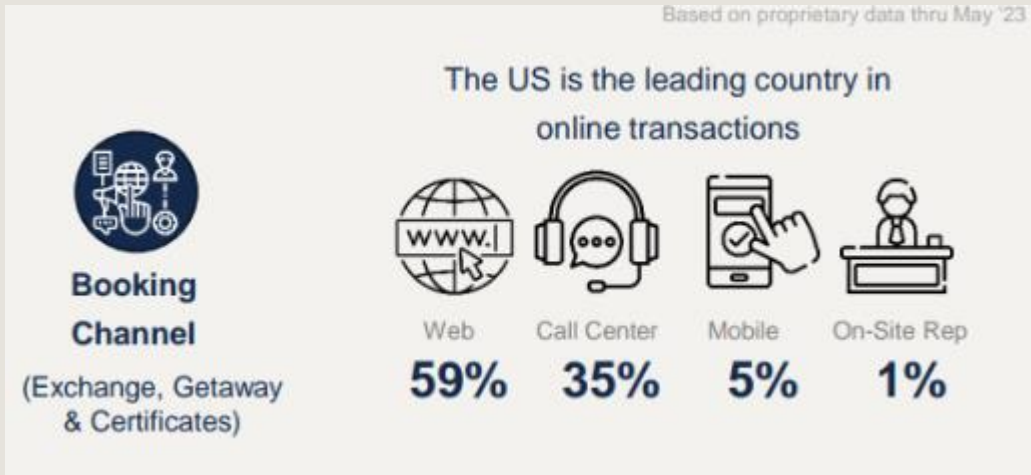 Based on proprietary data thru May '23
The US is the leading country in
online transactions
www.
Booking
Channel
(Exchange, Getaway
& Certificates)
Web Call Center Mobile On-Site Rep
59% 35% 5% 1%